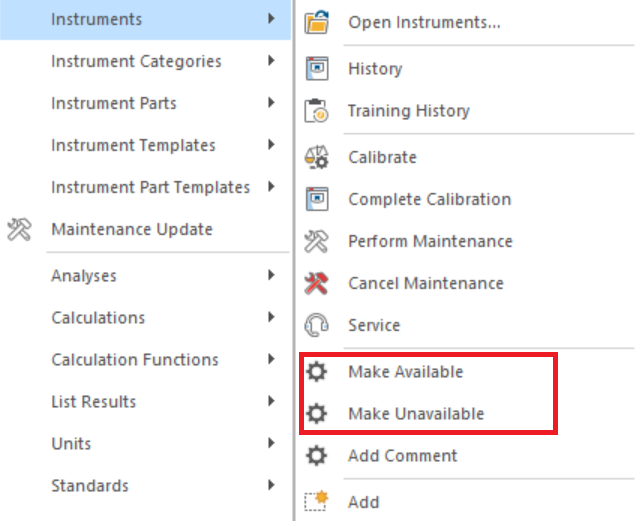 Instruments
Instrument Categories
Instrument Parts
Instrument Templates
Instrument Part Templates
Maintenance Update
Analyses
Calculations
Calculation Functions
List Results
Units
Standards
Open Instruments...
History
Training History
Calibrate
Complete Calibration
Perform Maintenance
Cancel Maintenance
Service
Make Available
Make Unavailable
Add Comment
Add